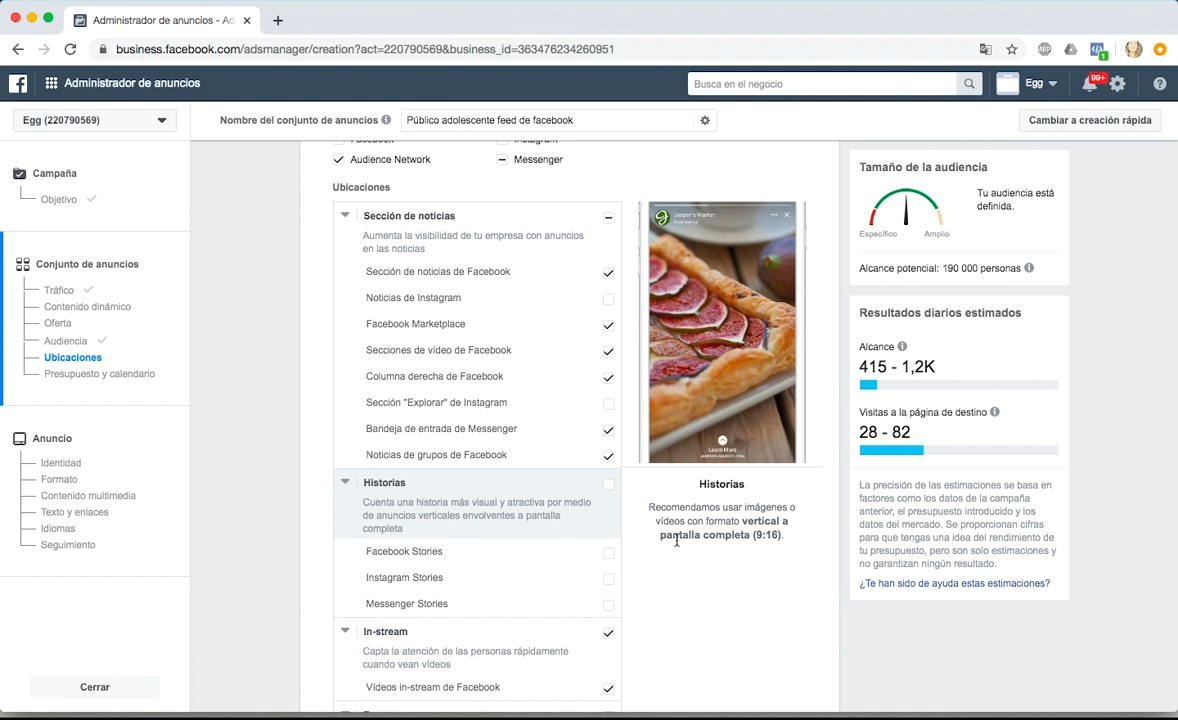 Administrador de anuncios - Ad
business.facebook.com/adsmanager/creation?act=220790569&business_id=363476234260951
ABP
1
Administrador de anuncios
Busca en el negocio
Egg
99+
Egg (220790569)
Nombre del conjunto de anuncios
Público adolescente feed de facebook
Cambiar a creación rápida
Campaña
Objetivo
Conjunto de anuncios
Tráfico
Contenido dinámico
Oferta
Audiencia
Ubicaciones
Presupuesto y calendario
Anuncio
Identidad
Formato
Contenido multimedia
Texto y enlaces
Idiomas
Seguimiento
Cerrar
Facebook
Instagram
Audience Network
Messenger
Ubicaciones
Sección de noticias
Aumenta la visibilidad de tu empresa con anuncios
en las noticias
Sección de noticias de Facebook
Noticias de Instagram
Facebook Marketplace
Secciones de vídeo de Facebook
Columna derecha de Facebook
Sección "Explorar" de Instagram
Bandeja de entrada de Messenger
Noticias de grupos de Facebook
Historias
Cuenta una historia más visual y atractiva por medio
de anuncios verticales envolventes a pantalla
completa
Facebook Stories
Instagram Stories
Messenger Stories
In-stream
Capta la atención de las personas rápidamente
cuando vean vídeos
Vídeos in-stream de Facebook
Jasper's Market
Learn More
JASPERS-MARKET.COM
Historias
Recomendamos usar imágenes o
vídeos con formato vertical a
pantalla completa (9:16).
Tamaño de la audiencia
Tu audiencia está
definida.
Específico
Amplio
Alcance potencial: 190 000 personas
Resultados diarios estimados
Alcance
415 - 1,2K
Visitas a la página de destino
28 - 82
La precisión de las estimaciones se basa en
factores como los datos de la campaña
anterior, el presupuesto introducido y los
datos del mercado. Se proporcionan cifras
para que tengas una idea del rendimiento de
tu presupuesto, pero son solo estimaciones y
no garantizan ningún resultado.
¿Te han sido de ayuda estas estimaciones?